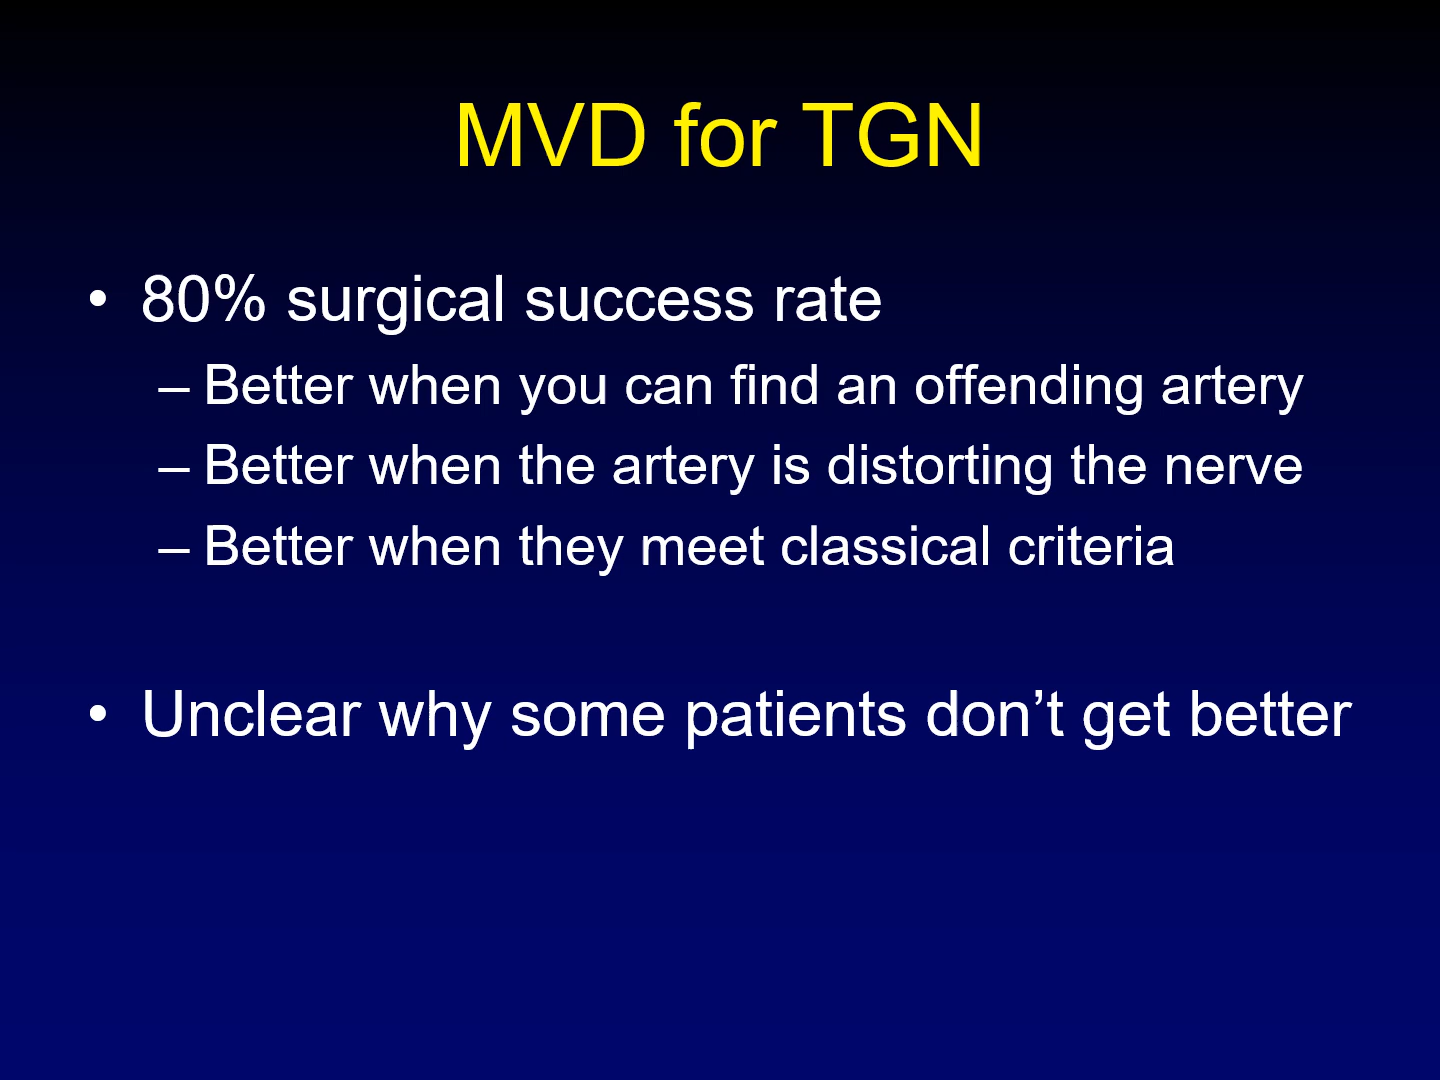 MVD for TGN
• 80% surgical success rate
– Better when you can find an offending artery
– Better when the artery is distorting the nerve
– Better when they meet classical criteria
• Unclear why some patients don’t get better